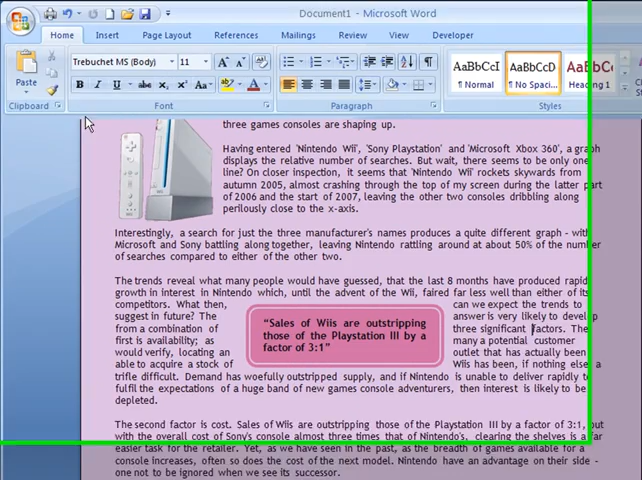 Document1 - Microsoft Word
Home Insert Page Layout References Mailings Review View Developer
Trebuchet MS (Body) 11
Paste
B I U abc X₂ X² Aa
AaBbCcI AaBbCcD AaBbC
¶ Normal ¶ No Spaci... Heading 1
Clipboard Font Paragraph Styles
three games consoles are shaping up.
Having entered 'Nintendo Wii', 'Sony Playstation' and 'Microsoft Xbox 360', a graph
displays the relative number of searches. But wait, there seems to be only one
line? On closer inspection, it seems that 'Nintendo Wii' rockets skywards from
autumn 2005, almost crashing through the top of my screen during the latter part
of 2006 and the start of 2007, leaving the other two consoles dribbling along
perilously close to the x-axis.
Interestingly, a search for just the three manufacturer's names produces a quite different graph - with
Microsoft and Sony battling along together, leaving Nintendo rattling around at about 50% of the number
of searches compared to either of the other two.
The trends reveal what many people would have guessed, that the last 8 months have produced rapid
growth in interest in Nintendo which, until the advent of the Wii, faired far less well than either of its
competitors. What then, can we expect the trends to
suggest in future? The answer is very likely to develop
from a combination of three significant factors. The
first is availability; as many a potential customer
would verify, locating an outlet that has actually been
able to acquire a stock of Wiis has been, if nothing else, a
"Sales of Wiis are outstripping
those of the Playstation III by a
factor of 3:1"
trifle difficult. Demand has woefully outstripped supply, and if Nintendo is unable to deliver rapidly to
fulfil the expectations of a huge band of new games console adventurers, then interest is likely to be
depleted.
The second factor is cost. Sales of Wiis are outstripping those of the Playstation III by a factor of 3:1, but
with the overall cost of Sony's console almost three times that of Nintendo's, clearing the shelves is a far
easier task for the retailer. Yet, as we have seen in the past, as the breadth of games available for a
console increases, often so does the cost of the next model. Nintendo have an advantage on their side -
one not to be ignored when we see its successor.